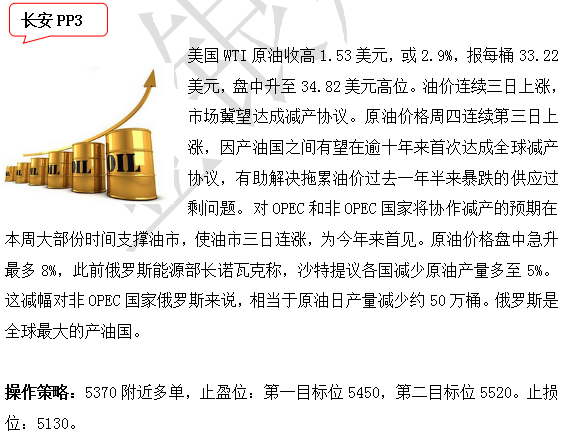 长安 PP3
美国 WTI 原油收高 1.53 美元，或 2.9%，报每桶 33.22
美元，盘中升至 34.82 美元高位。油价连续三日上涨，
市场冀望达成减产协议。原油价格周四连续第三日上
涨，因产油国之间有望在逾十年来首次达成全球减产
协议，有助解决拖累油价过去一年半来暴跌的供应过
剩问题。对 OPEC 和非 OPEC 国家将协作减产的预期在
本周大部份时间支撑油市，使油市三日连涨，为今年来首见。原油价格盘中急升
最多 8%，此前俄罗斯能源部长诺瓦克称，沙特提议各国减少原油产量多至 5%。
这减幅对非 OPEC 国家俄罗斯来说，相当于原油日产量减少约 50 万桶。俄罗斯是
全球最大的产油国。
操作策略：5370 附近多单，止盈位：第一目标位 5450，第二目标位 5520。止损
位：5130。
OIL OIL OIL